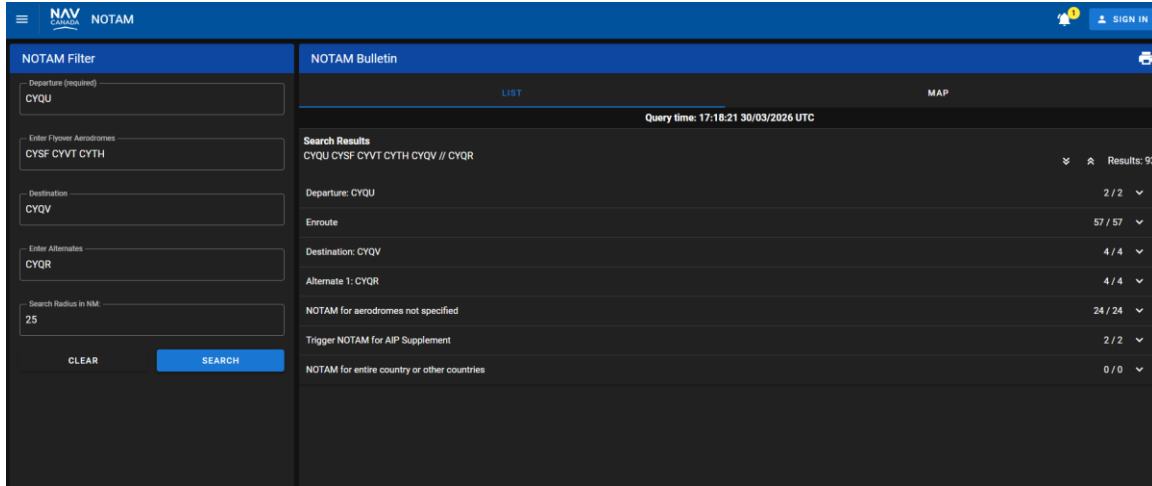 NAV CANADA NOTAM
1
SIGN IN
NOTAM Filter
Departure (required)
CYQU
Enter Flyover Aerodromes
CYSF CYVT CYTH
Destination
CYQV
Enter Alternates
CYQR
Search Radius in NM:
25
CLEAR SEARCH
NOTAM Bulletin
LIST MAP
Query time: 17:18:21 30/03/2026 UTC
Search Results
CYQU CYSF CYVT CYTH CYQV // CYQR
Results: 93
Departure: CYQU 2 / 2
Enroute 57 / 57
Destination: CYQV 4 / 4
Alternate 1: CYQR 4 / 4
NOTAM for aerodromes not specified 24 / 24
Trigger NOTAM for AIP Supplement 2 / 2
NOTAM for entire country or other countries 0 / 0